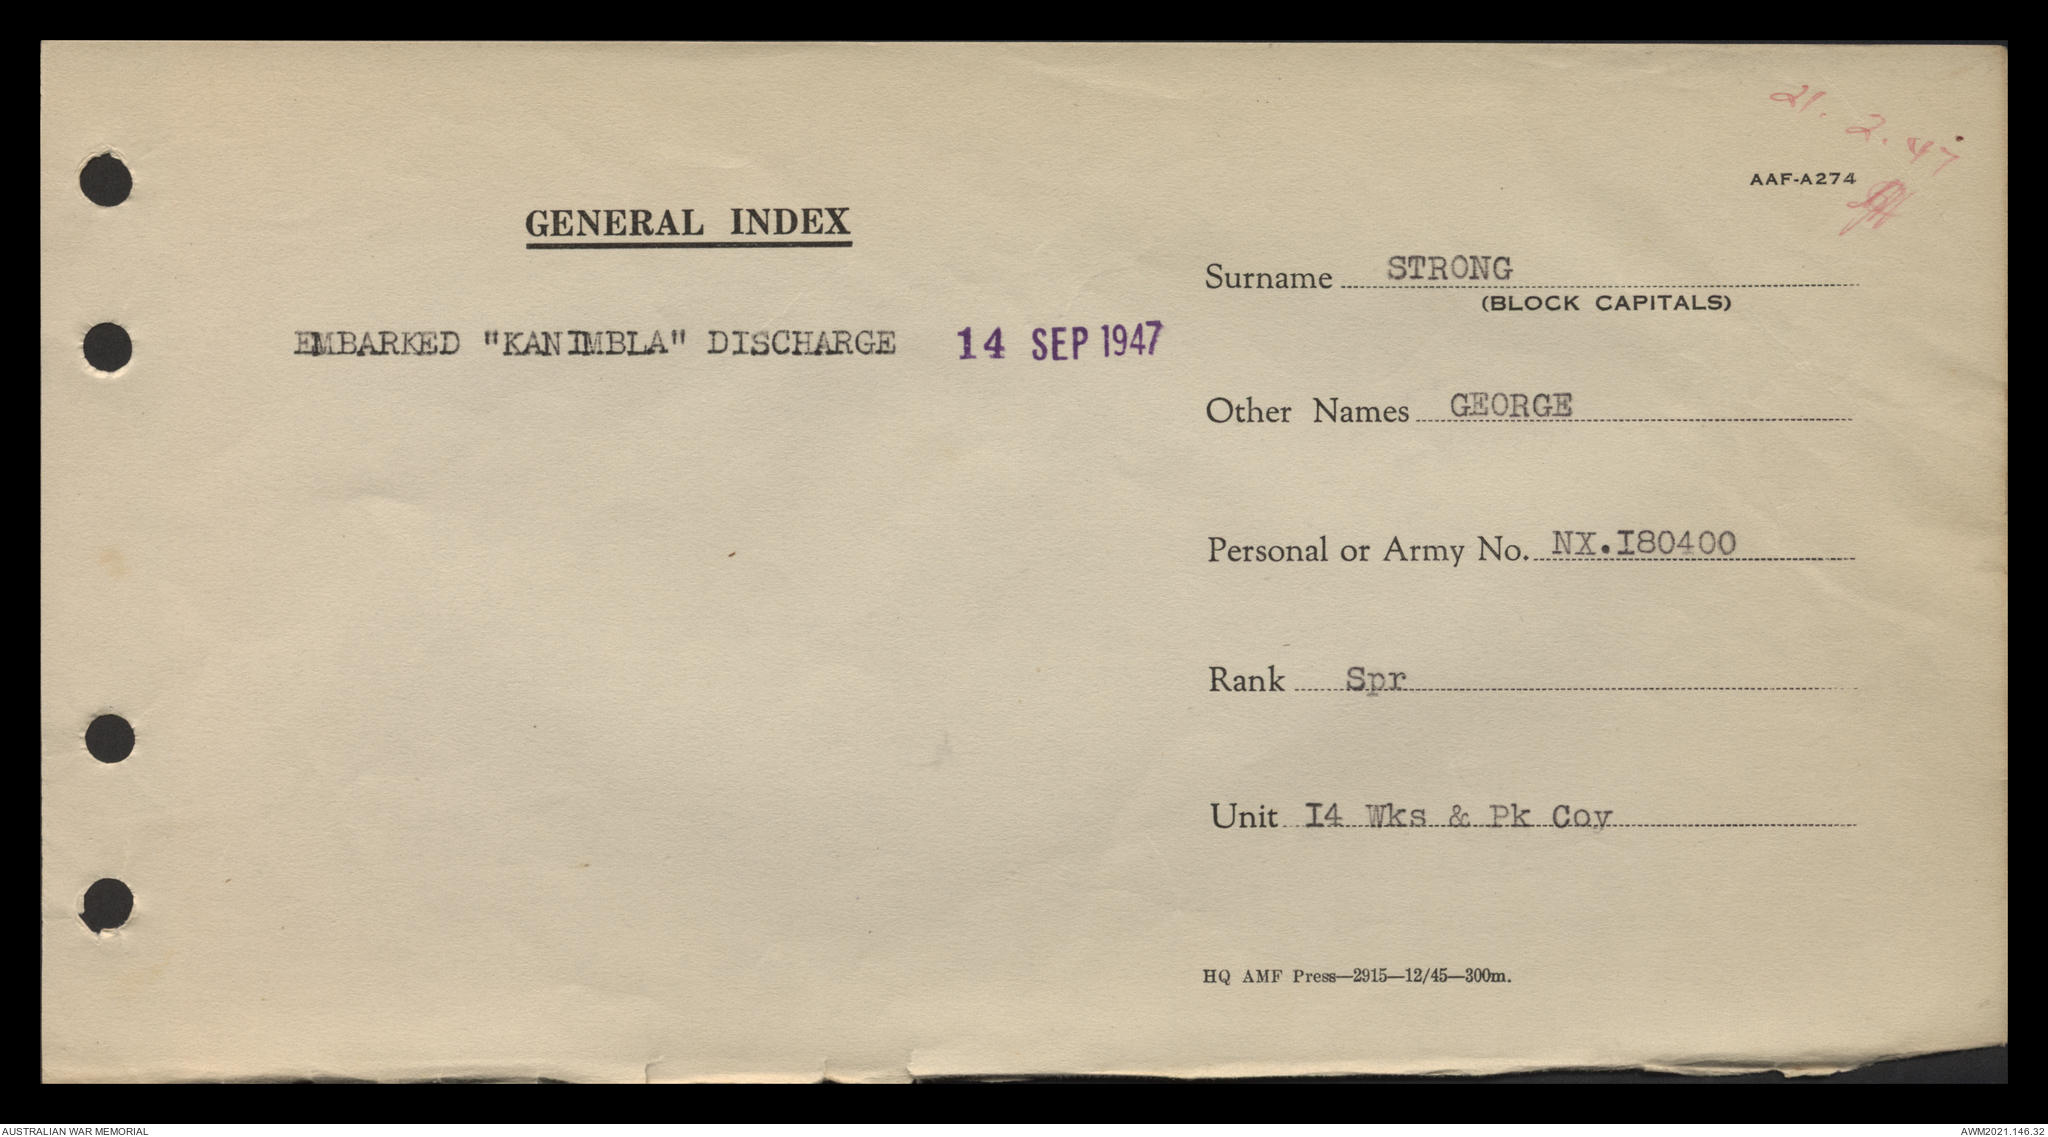 21.2.47
AAF-A274
GENERAL INDEX
Surname STRONG
(BLOCK CAPITALS)
EMBARKED "KANIMBLA" DISCHARGE 14 SEP 1947
Other Names GEORGE
Personal or Army No. NX.I80400
Rank Spr
Unit I4 Wks & Pk Coy
HQ AMF Press—2915—12/45—300m.
AUSTRALIAN WAR MEMORIAL
AWM2021.146.32